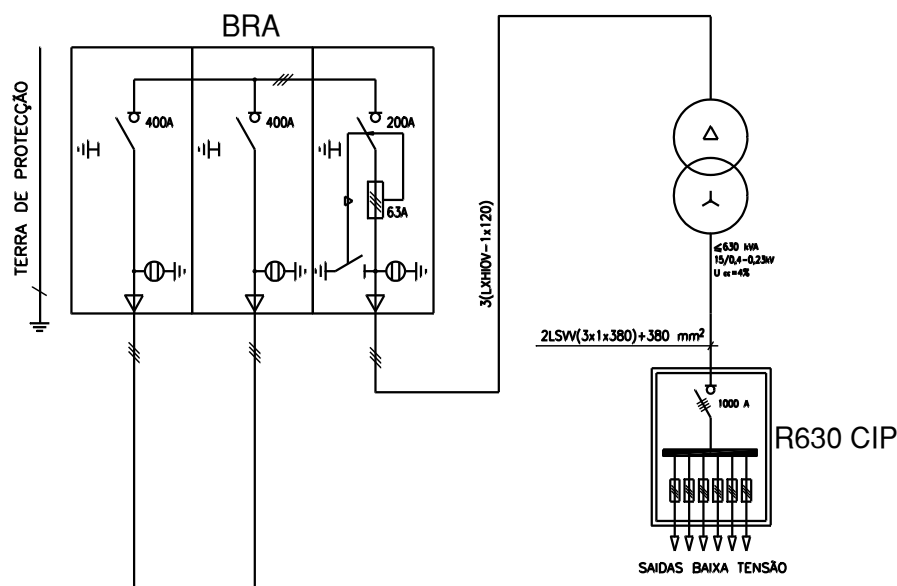 BRA
TERRA DE PROTECÇÃO
400A
400A
200A
63A
3(LXHIOV-1x120)
≤630 kVA
15/0,4-0,23kV
U cc=4%
2LSVV(3x1x380)+380 mm²
1000 A
R630 CIP
SAIDAS BAIXA TENSÃO